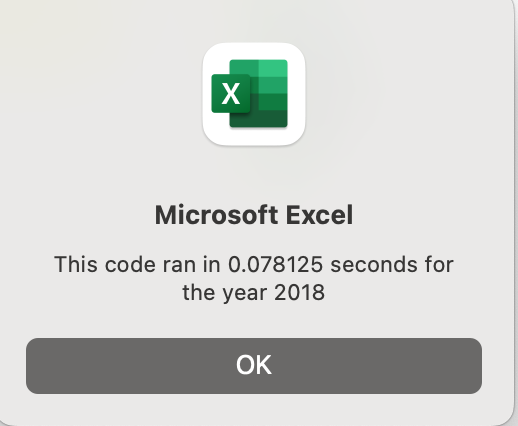 X
Microsoft Excel
This code ran in 0.078125 seconds for
the year 2018
OK